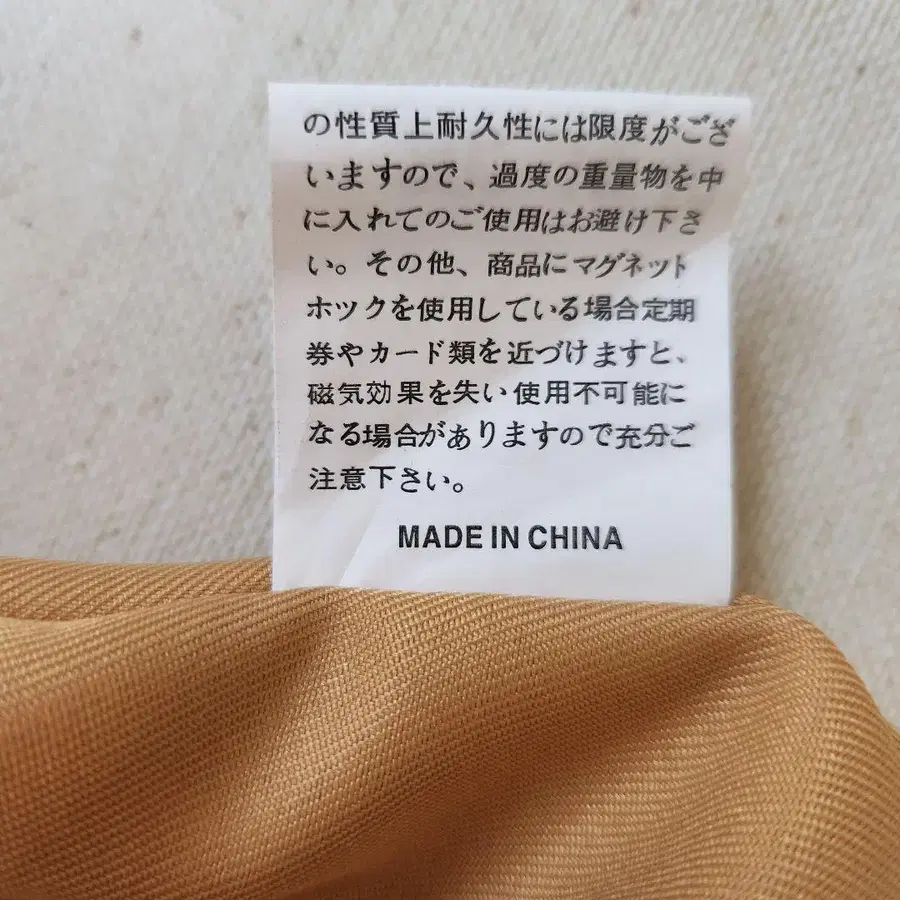 の性質上耐久性には限度がござ
いますので、過度の重量物を中
に入れてのご使用はお避け下さ
い。その他、商品にマグネット
ホックを使用している場合定期
券やカード類を近づけますと、
磁気効果を失い使用不可能に
なる場合がありますので充分ご
注意下さい。
MADE IN CHINA